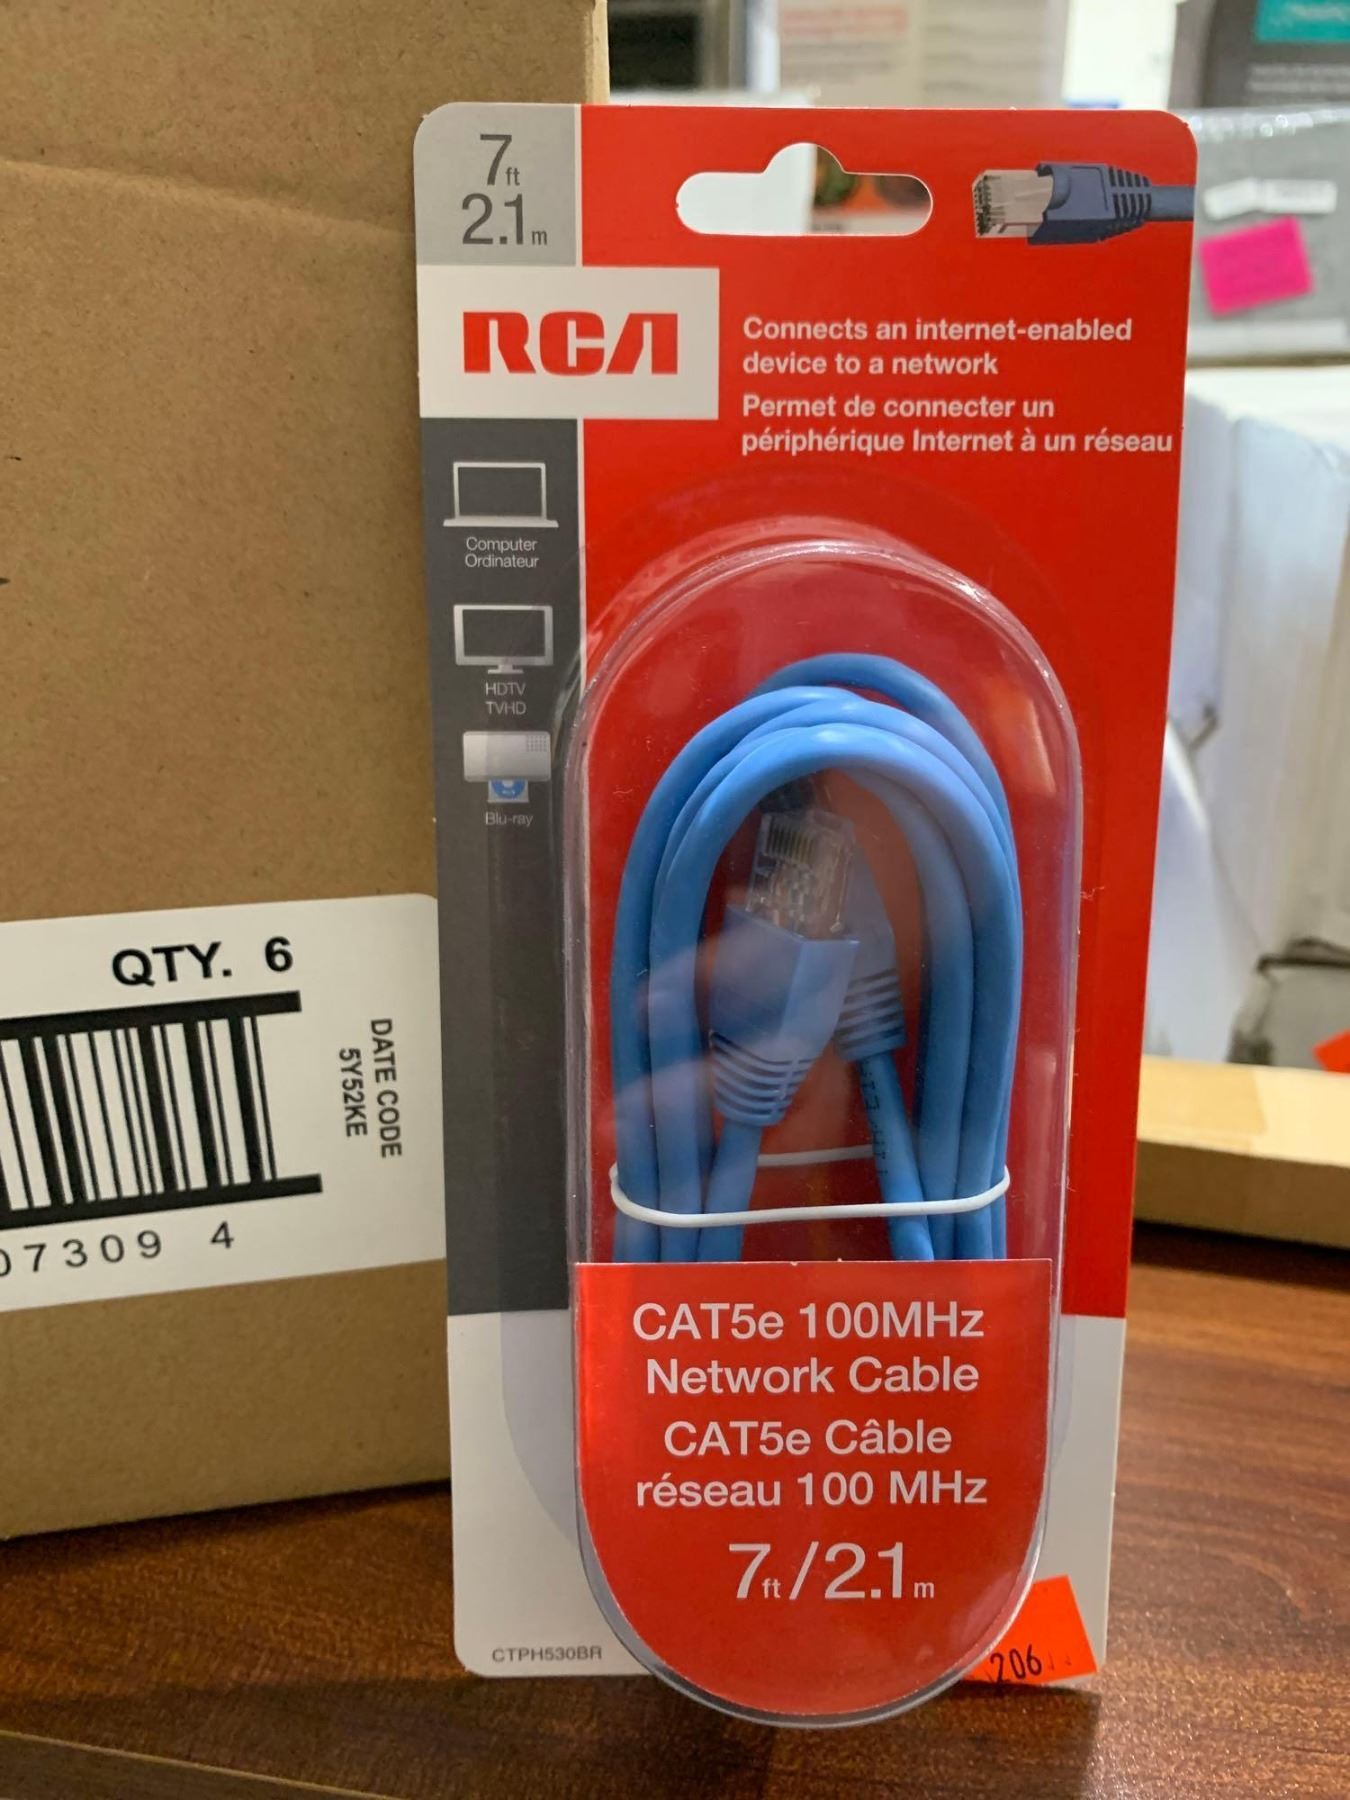 7ft
2.1m
RCA
Connects an internet-enabled
device to a network
Permet de connecter un
périphérique Internet à un réseau
Computer
Ordinateur
HDTV
TVHD
Blu-ray
CAT5e 100MHz
Network Cable
CAT5e Câble
réseau 100 MHz
7ft/2.1m
CTPH530BR
206
QTY. 6
DATE CODE
5Y52KE
7309 4